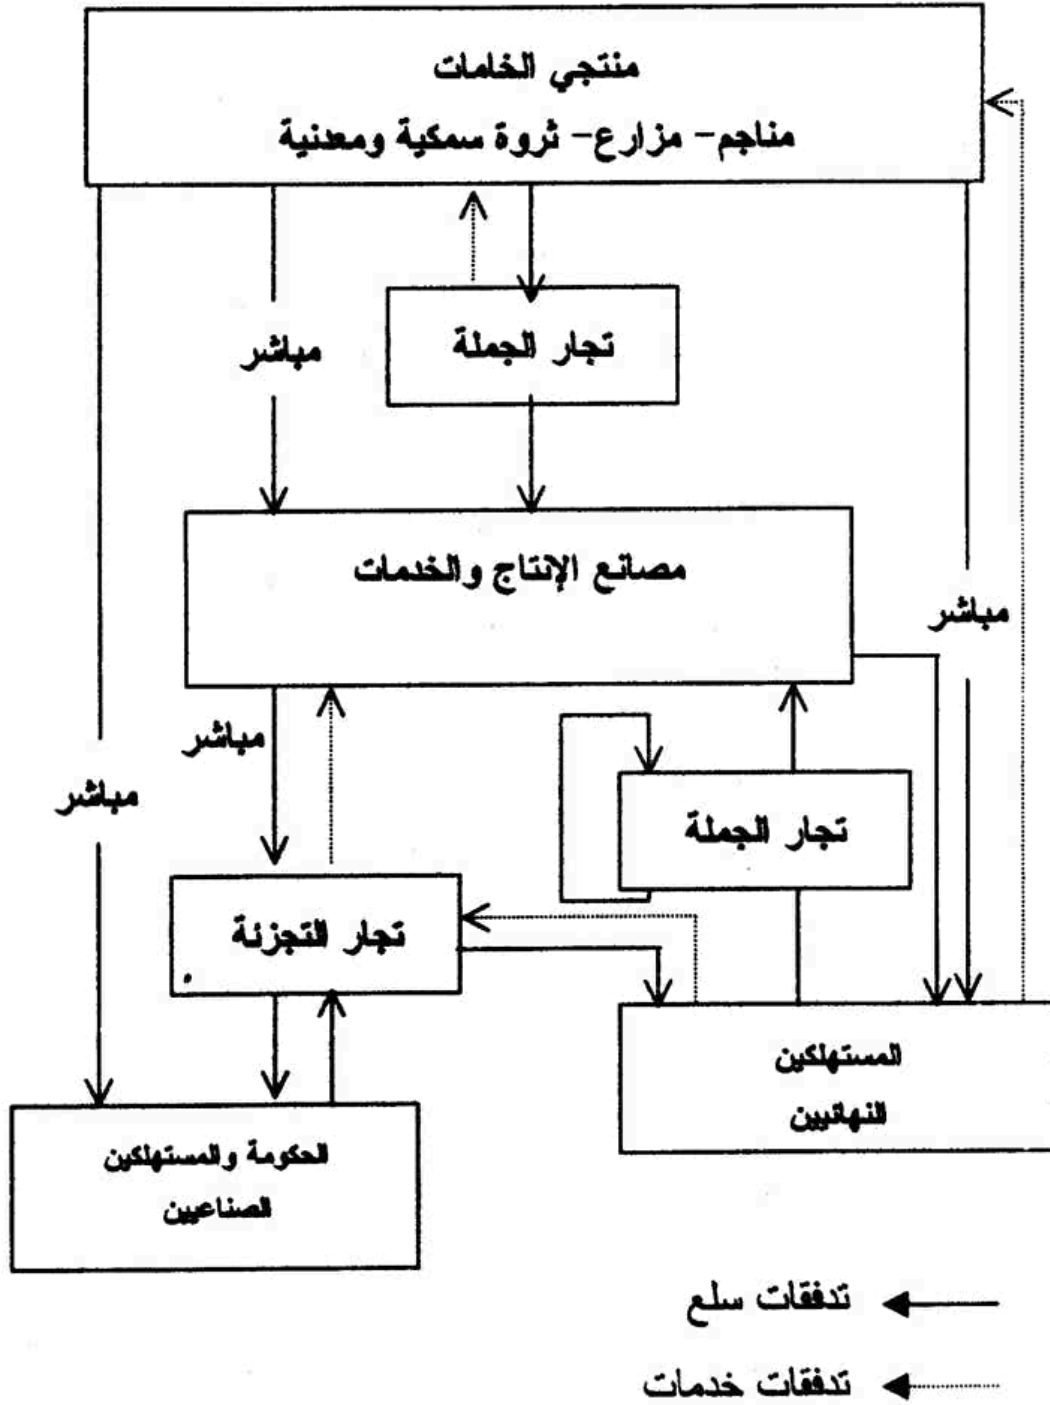 منتجي الخامات
مناجم- مزارع- ثروة سمكية ومعدنية
تجار الجملة
مباشر
مصانع الإنتاج والخدمات
مباشر
مباشر
مباشر
تجار الجملة
تجار التجزئة
المستهلكين
النهائيين
الحكومة والمستهلكين
الصناعيين
تدفقات سلع
تدفقات خدمات